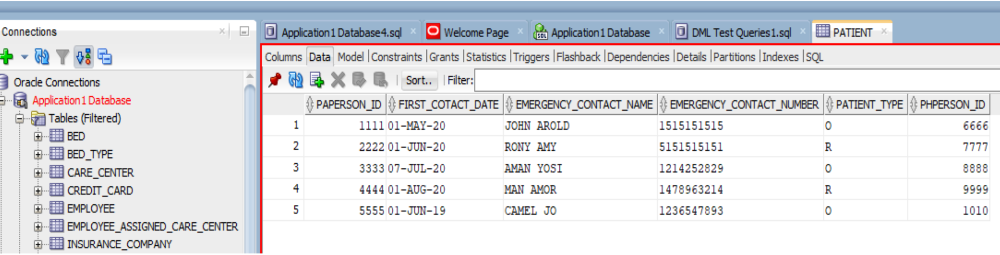 Connections
Oracle Connections
Application1 Database
Tables (Filtered)
BED
BED_TYPE
CARE_CENTER
CREDIT_CARD
EMPLOYEE
EMPLOYEE_ASSIGNED_CARE_CENTER
INSURANCE_COMPANY
Application1 Database4.sql Welcome Page Application1 Database DML Test Queries1.sql PATIENT
Columns Data Model |Constraints |Grants |Statistics |Triggers |Flashback |Dependencies |Details |Partitions |Indexes |SQL
Sort.. Filter:
PAPERSON_ID FIRST_COTACT_DATE EMERGENCY_CONTACT_NAME EMERGENCY_CONTACT_NUMBER PATIENT_TYPE PHPERSON_ID
1 1111 01-MAY-20 JOHN AROLD 1515151515 O 6666
2 2222 01-JUN-20 RONY AMY 5151515151 R 7777
3 3333 07-JUL-20 AMAN YOSI 1214252829 O 8888
4 4444 01-AUG-20 MAN AMOR 1478963214 R 9999
5 5555 01-JUN-19 CAMEL JO 1236547893 O 1010